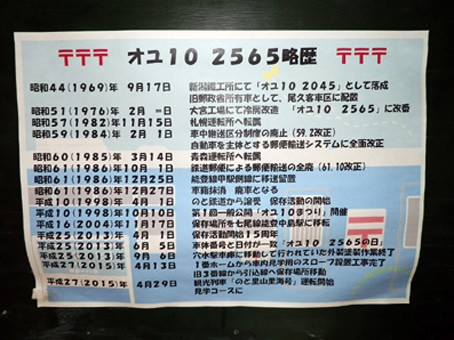 〒〒〒 オユ10 2565略歴 〒〒〒
昭和44(1969)年 9月17日 新潟鐵工所にて「オユ10 2045」として落成
旧郵政省所有車として、尾久客車区に配置
昭和51(1976)年 2月 一日 大宮工場にて冷房改造 「オユ10 2565」に改番
昭和57(1982)年11月15日 札幌運転所へ転属
昭和59(1984)年 2月 1日 車中継送区分制度の廃止(59.2改正)
自動車を主体とする郵便輸送システムに全面改正
昭和60(1985)年 3月14日 青森運転所へ転属
昭和61(1986)年10月 1日 鉄道郵便による郵便輸送の全廃(61.10改正)
昭和61(1986)年12月27日 能登線甲駅側線に移送留置
昭和61(1986)年12月27日 車籍抹消 廃車となる
平成10(1998)年 4月 1日 のと鉄道から譲受 保存活動の開始
平成10(1998)年10月10日 第1回一般公開「オユ10まつり」開催
平成16(2004)年11月17日 保存場所を七尾線能登中島駅に移転
平成25(2013)年 4月 1日 保存活動開始15周年
平成25(2013)年 6月 5日 車体番号と日付が一致「オユ10 2565の日」
平成25(2013)年 9月 6日 穴水駅車庫に移動して行われていた外装塗装作業終了
平成27(2015)年 4月13日 1番ホームから車内見学用のスロープ設置工事完了
旧3番線から引込線へ保存場所移動
平成27(2015)年 4月29日 観光列車「のと里山里海号」運転開始
見学コースに